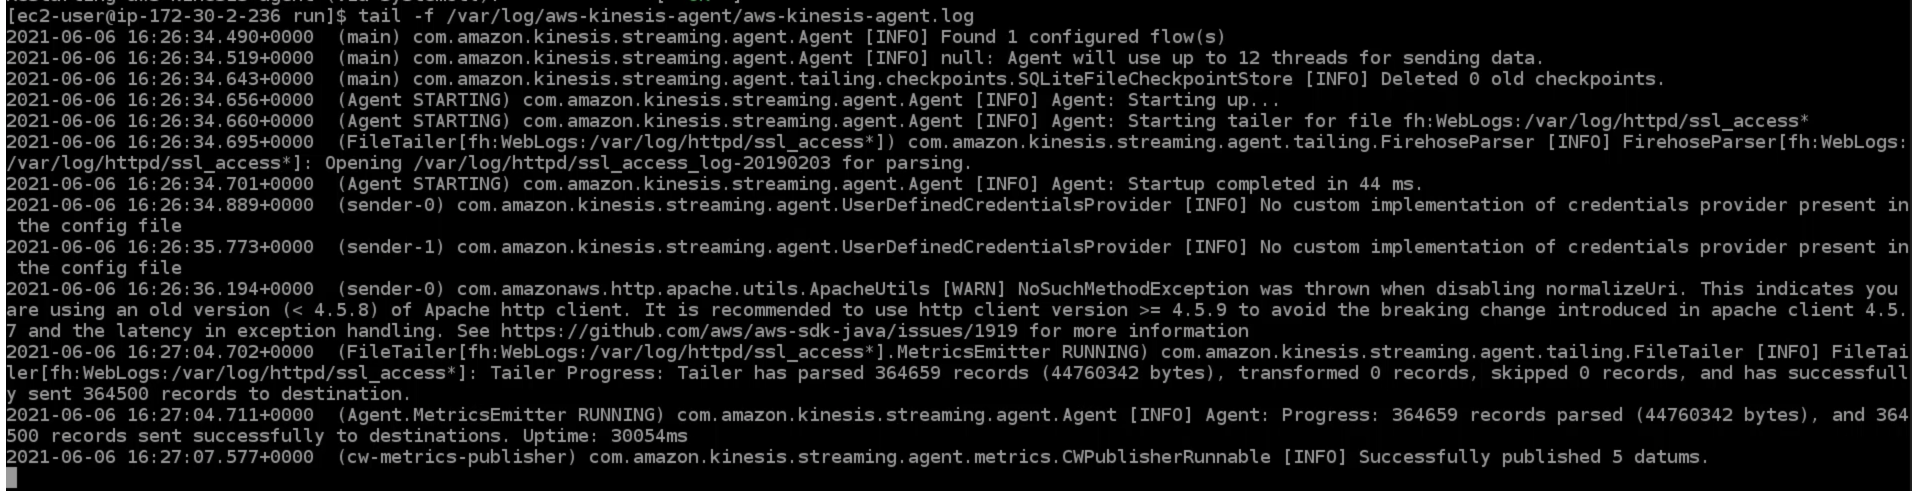 [ec2-user@ip-172-30-2-236 run]$ tail -f /var/log/aws-kinesis-agent/aws-kinesis-agent.log
2021-06-06 16:26:34.490+0000  (main) com.amazon.kinesis.streaming.agent.Agent [INFO] Found 1 configured flow(s)
2021-06-06 16:26:34.519+0000  (main) com.amazon.kinesis.streaming.agent.Agent [INFO] null: Agent will use up to 12 threads for sending data.
2021-06-06 16:26:34.643+0000  (main) com.amazon.kinesis.streaming.agent.tailing.checkpoints.SQLiteFileCheckpointStore [INFO] Deleted 0 old checkpoints.
2021-06-06 16:26:34.656+0000  (Agent STARTING) com.amazon.kinesis.streaming.agent.Agent [INFO] Agent: Starting up...
2021-06-06 16:26:34.660+0000  (Agent STARTING) com.amazon.kinesis.streaming.agent.Agent [INFO] Agent: Starting tailer for file fh:WebLogs:/var/log/httpd/ssl_access*
2021-06-06 16:26:34.695+0000  (FileTailer[fh:WebLogs:/var/log/httpd/ssl_access*]) com.amazon.kinesis.streaming.agent.tailing.FirehoseParser [INFO] FirehoseParser[fh:WebLogs:
/var/log/httpd/ssl_access*]: Opening /var/log/httpd/ssl_access_log-20190203 for parsing.
2021-06-06 16:26:34.701+0000  (Agent STARTING) com.amazon.kinesis.streaming.agent.Agent [INFO] Agent: Startup completed in 44 ms.
2021-06-06 16:26:34.889+0000  (sender-0) com.amazon.kinesis.streaming.agent.UserDefinedCredentialsProvider [INFO] No custom implementation of credentials provider present in
 the config file
2021-06-06 16:26:35.773+0000  (sender-1) com.amazon.kinesis.streaming.agent.UserDefinedCredentialsProvider [INFO] No custom implementation of credentials provider present in
 the config file
2021-06-06 16:26:36.194+0000  (sender-0) com.amazonaws.http.apache.utils.ApacheUtils [WARN] NoSuchMethodException was thrown when disabling normalizeUri. This indicates you
are using an old version (< 4.5.8) of Apache http client. It is recommended to use http client version >= 4.5.9 to avoid the breaking change introduced in apache client 4.5.
7 and the latency in exception handling. See https://github.com/aws/aws-sdk-java/issues/1919 for more information
2021-06-06 16:27:04.702+0000  (FileTailer[fh:WebLogs:/var/log/httpd/ssl_access*].MetricsEmitter RUNNING) com.amazon.kinesis.streaming.agent.tailing.FileTailer [INFO] FileTai
ler[fh:WebLogs:/var/log/httpd/ssl_access*]: Tailer Progress: Tailer has parsed 364659 records (44760342 bytes), transformed 0 records, skipped 0 records, and has successfull
y sent 364500 records to destination.
2021-06-06 16:27:04.711+0000  (Agent.MetricsEmitter RUNNING) com.amazon.kinesis.streaming.agent.Agent [INFO] Agent: Progress: 364659 records parsed (44760342 bytes), and 364
500 records sent successfully to destinations. Uptime: 30054ms
2021-06-06 16:27:07.577+0000  (cw-metrics-publisher) com.amazon.kinesis.streaming.agent.metrics.CWPublisherRunnable [INFO] Successfully published 5 datums.